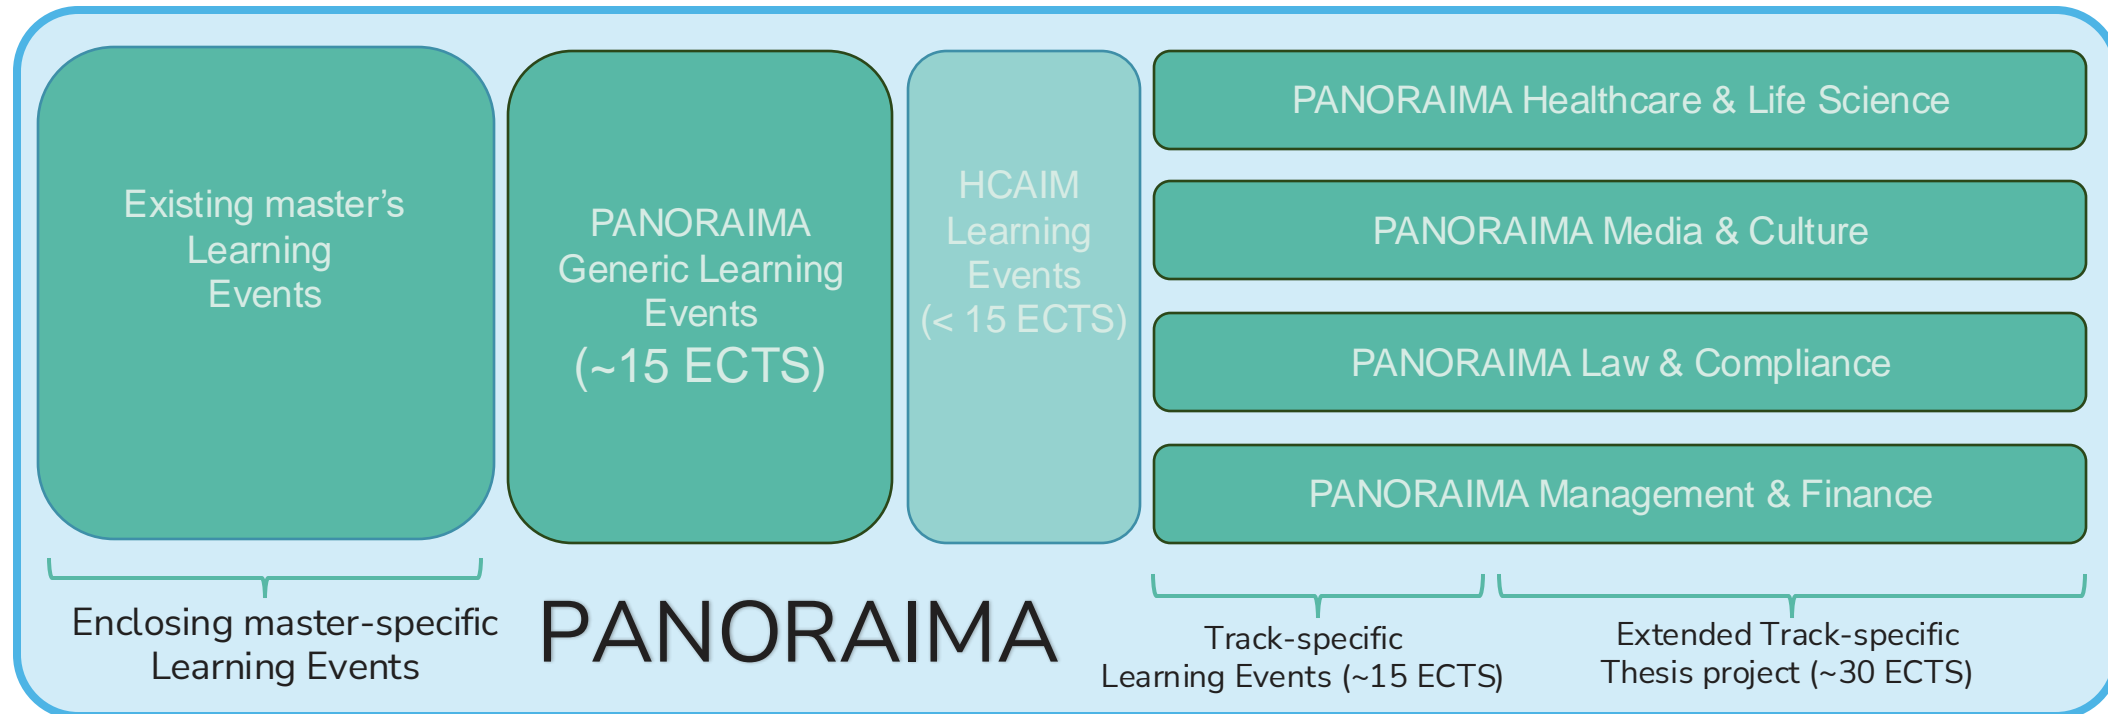 Existing master’s
Learning
Events
PANORAIMA
Generic Learning
Events
(~15 ECTS)
HCAIM
Learning
Events
(< 15 ECTS)
PANORAIMA Healthcare & Life Science
PANORAIMA Media & Culture
PANORAIMA Law & Compliance
PANORAIMA Management & Finance
Enclosing master-specific
Learning Events
PANORAIMA
Track-specific
Learning Events (~15 ECTS)
Extended Track-specific
Thesis project (~30 ECTS)